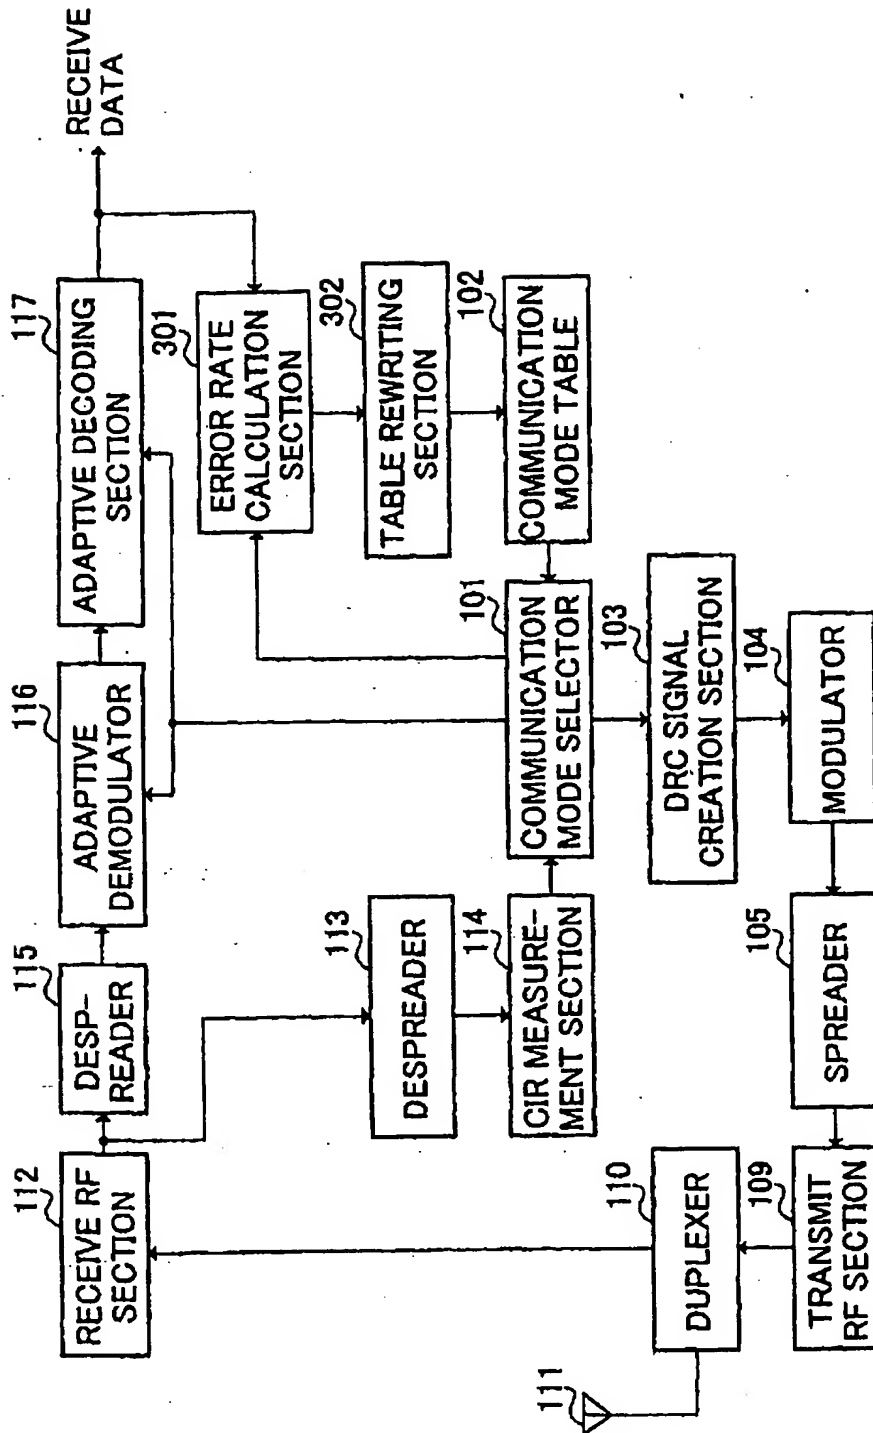 RECEIVE
DATA
117
ADAPTIVE DECODING
SECTION
301
ERROR RATE
CALCULATION
SECTION
302
TABLE REWRITING
SECTION
102
COMMUNICATION
MODE TABLE
116
ADAPTIVE
DEMODULATOR
101
COMMUNICATION
MODE SELECTOR
103
DRC SIGNAL
CREATION SECTION
104
MODULATOR
115
DESP-
READER
113
DESPREADER
114
CIR MEASURE-
MENT SECTION
105
SPREADER
112
RECEIVE RF
SECTION
110
DUPLEXER
109
TRANSMIT
RF SECTION
111